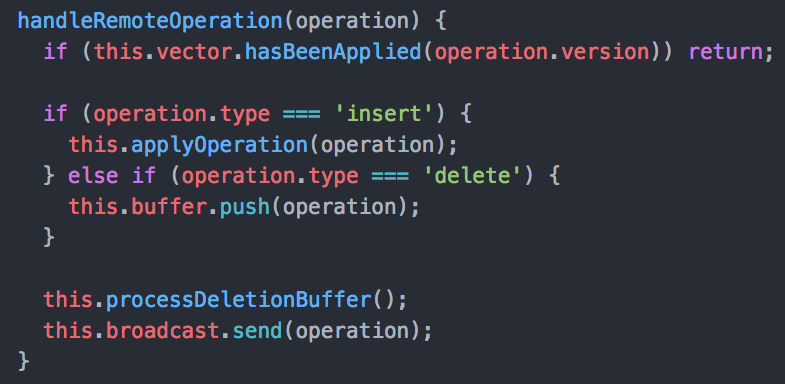 handleRemoteOperation(operation) {
  if (this.vector.hasBeenApplied(operation.version)) return;

  if (operation.type === 'insert') {
    this.applyOperation(operation);
  } else if (operation.type === 'delete') {
    this.buffer.push(operation);
  }

  this.processDeletionBuffer();
  this.broadcast.send(operation);
}